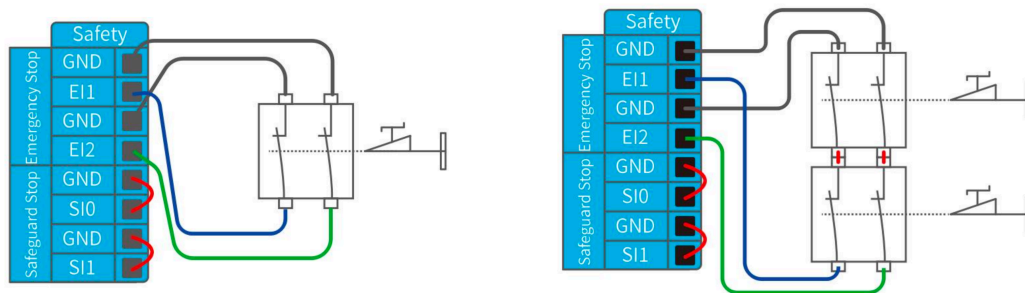 Safety
Emergency Stop
GND
EI1
GND
EI2
Safeguard Stop
GND
SI0
GND
SI1
Safety
Emergency Stop
GND
EI1
GND
EI2
Safeguard Stop
GND
SI0
GND
SI1